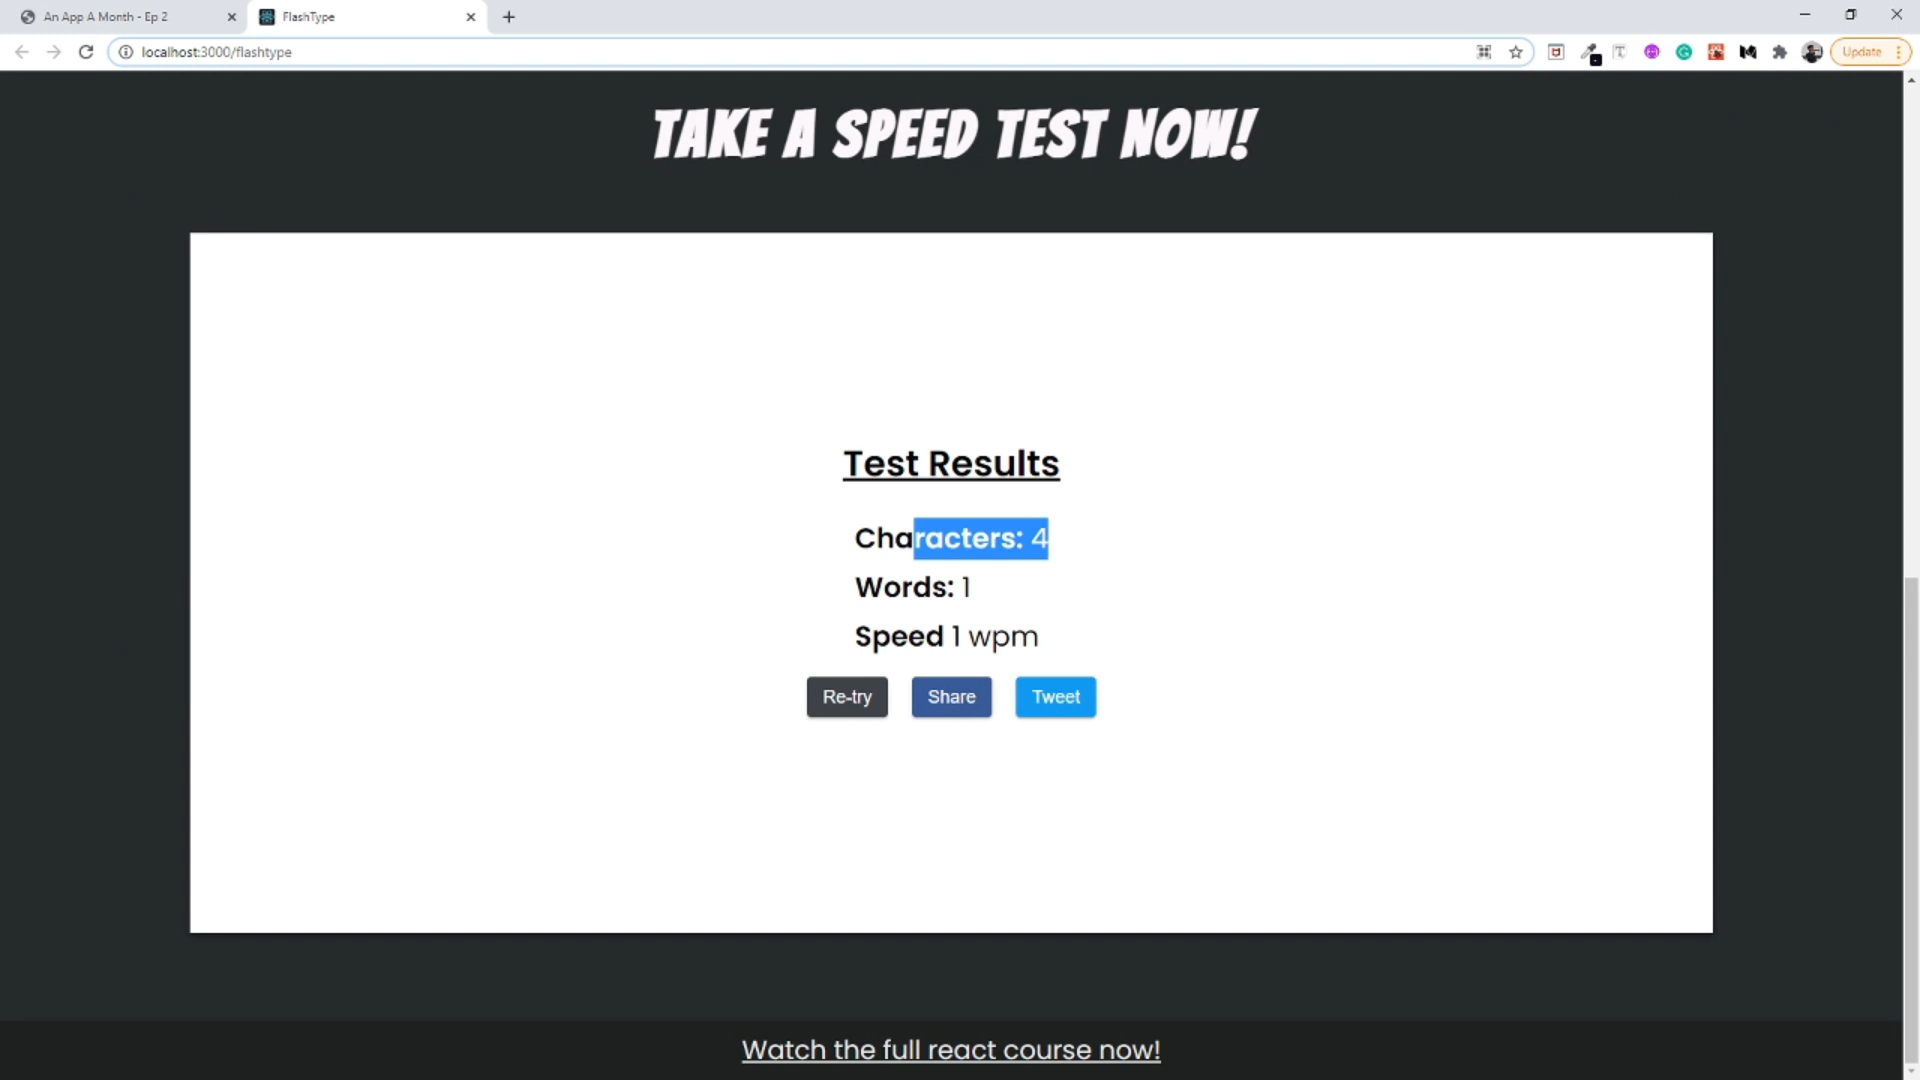 An App A Month - Ep 2
FlashType
localhost:3000/flashtype
Update
TAKE A SPEED TEST NOW!
Test Results
Characters: 4
Words: 1
Speed 1 wpm
Re-try
Share
Tweet
Watch the full react course now!